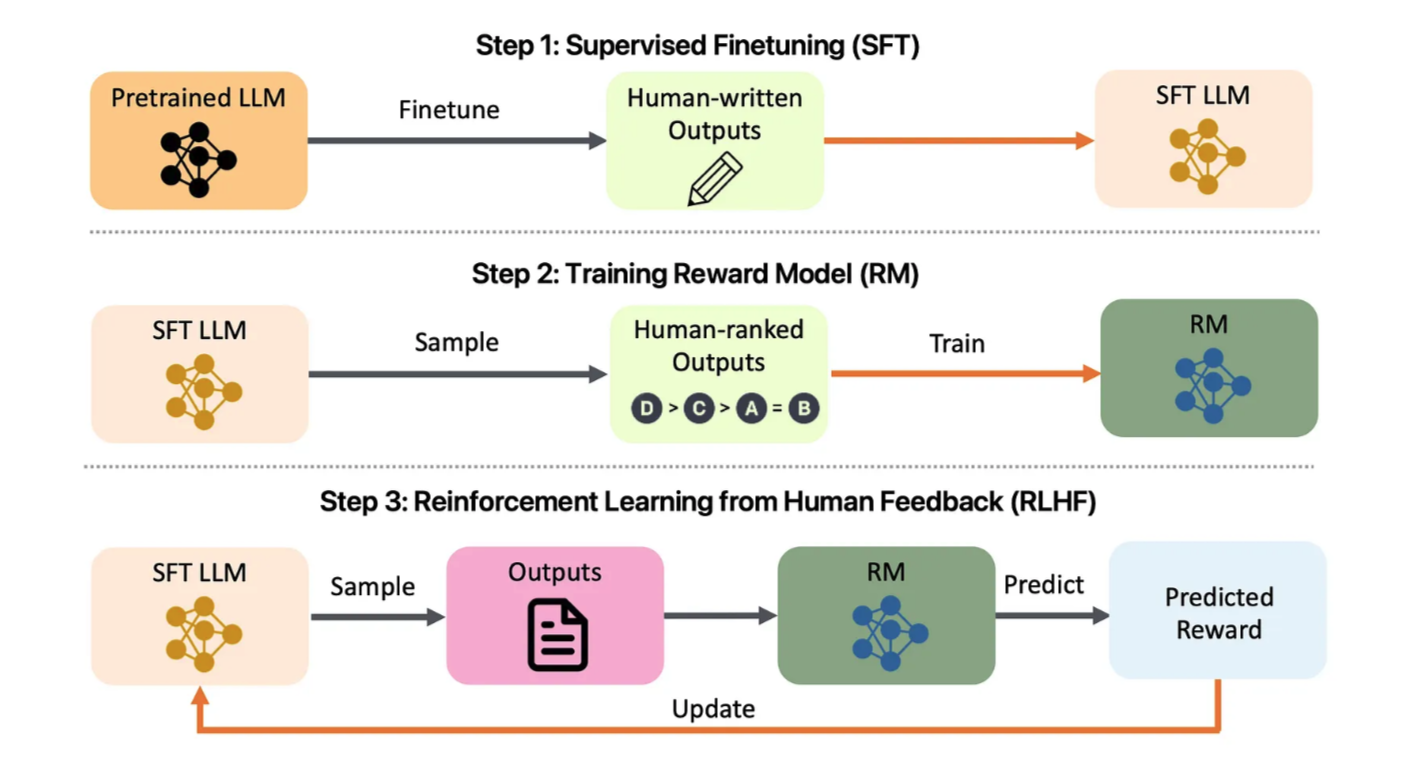 Step 1: Supervised Finetuning (SFT)
Pretrained LLM
Finetune
Human-written
Outputs
SFT LLM
Step 2: Training Reward Model (RM)
SFT LLM
Sample
Human-ranked
Outputs
D > C > A = B
Train
RM
Step 3: Reinforcement Learning from Human Feedback (RLHF)
SFT LLM
Sample
Outputs
RM
Predict
Predicted
Reward
Update